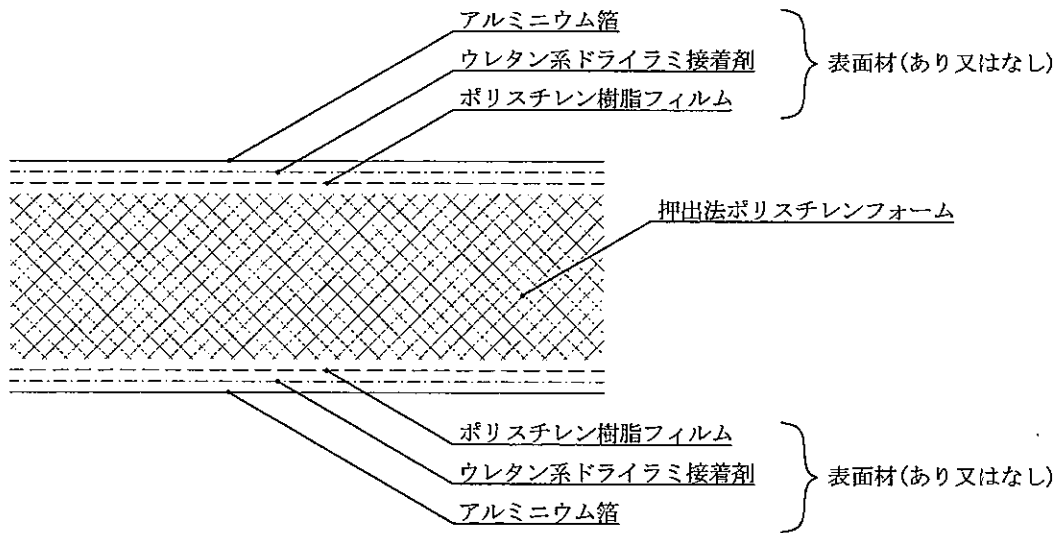 アルミニウム箔
ウレタン系ドライラミ接着剤
ポリスチレン樹脂フィルム
表面材(あり又はなし)
押出法ポリスチレンフォーム
ポリスチレン樹脂フィルム
ウレタン系ドライラミ接着剤
アルミニウム箔
表面材(あり又はなし)